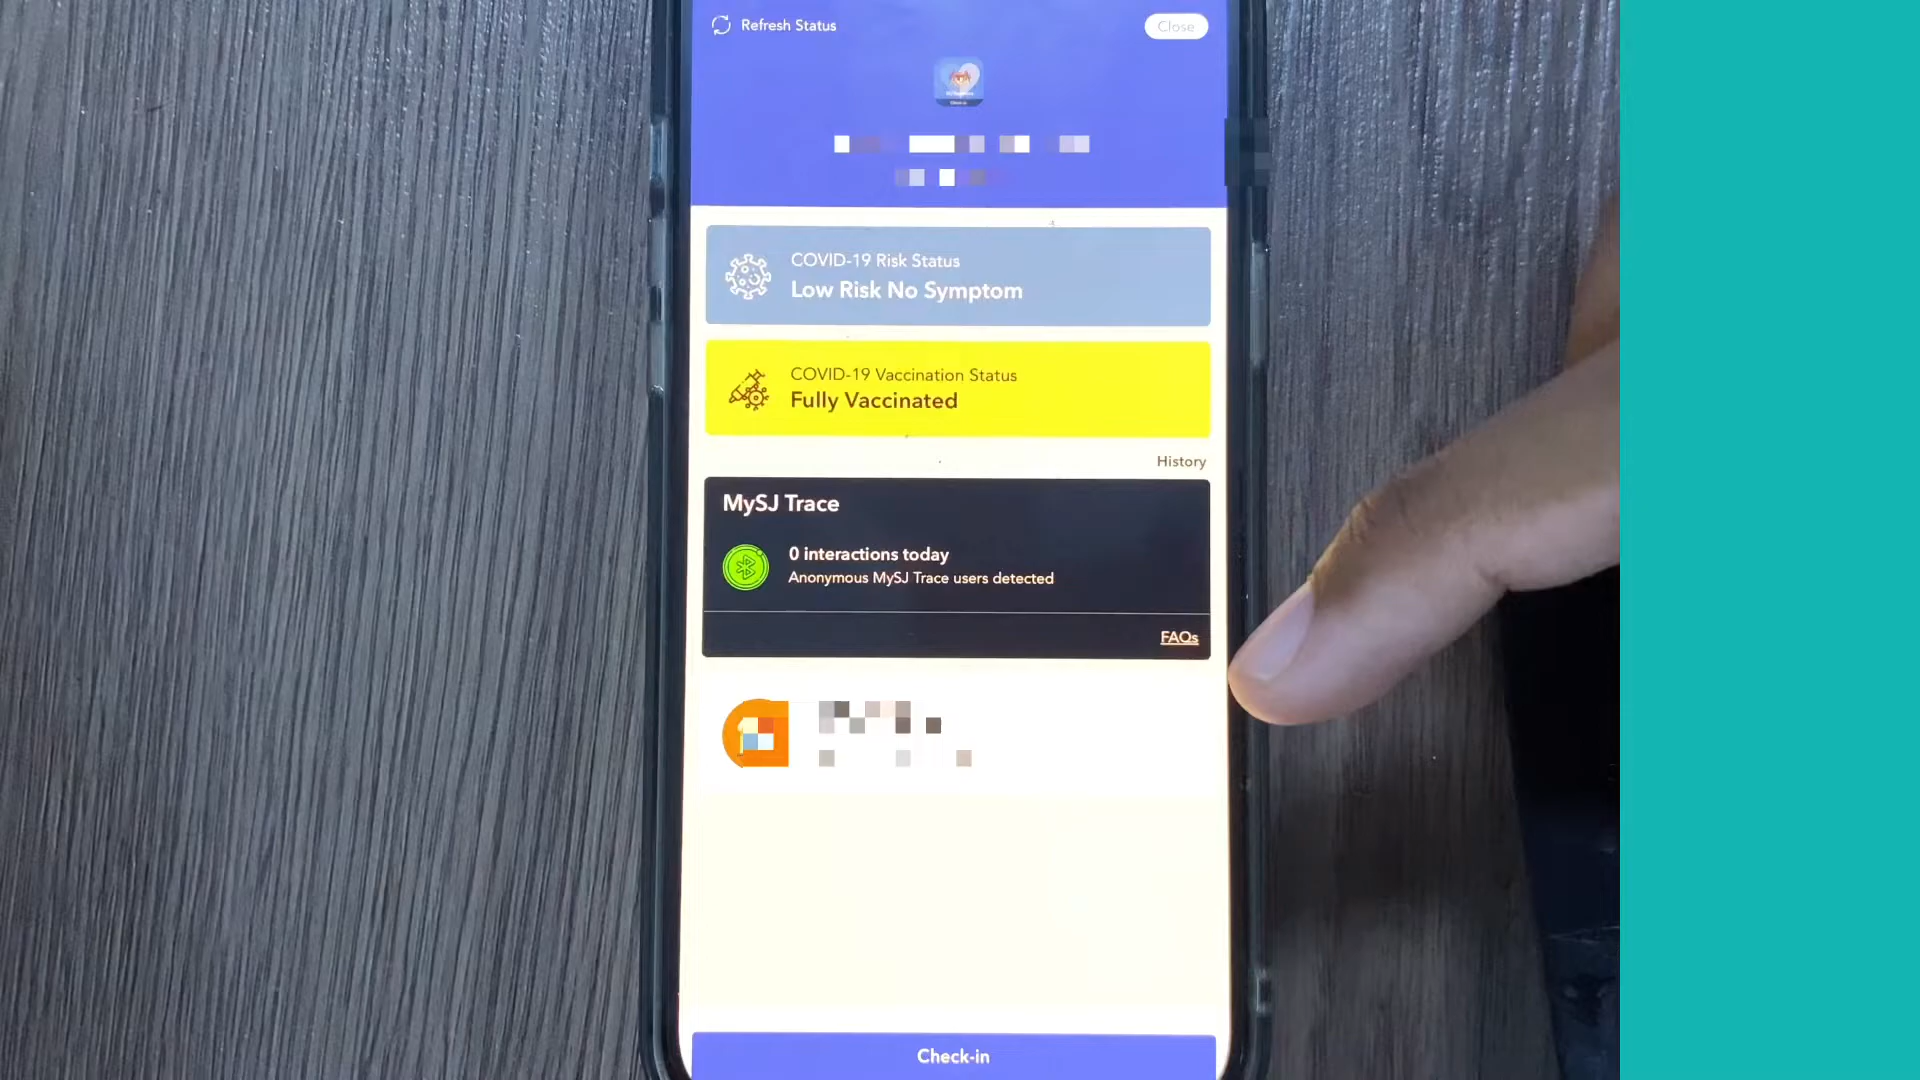 Refresh Status
Close
COVID-19 Risk Status
Low Risk No Symptom
COVID-19 Vaccination Status
Fully Vaccinated
History
MySJ Trace
0 interactions today
Anonymous MySJ Trace users detected
FAQs
Check-in